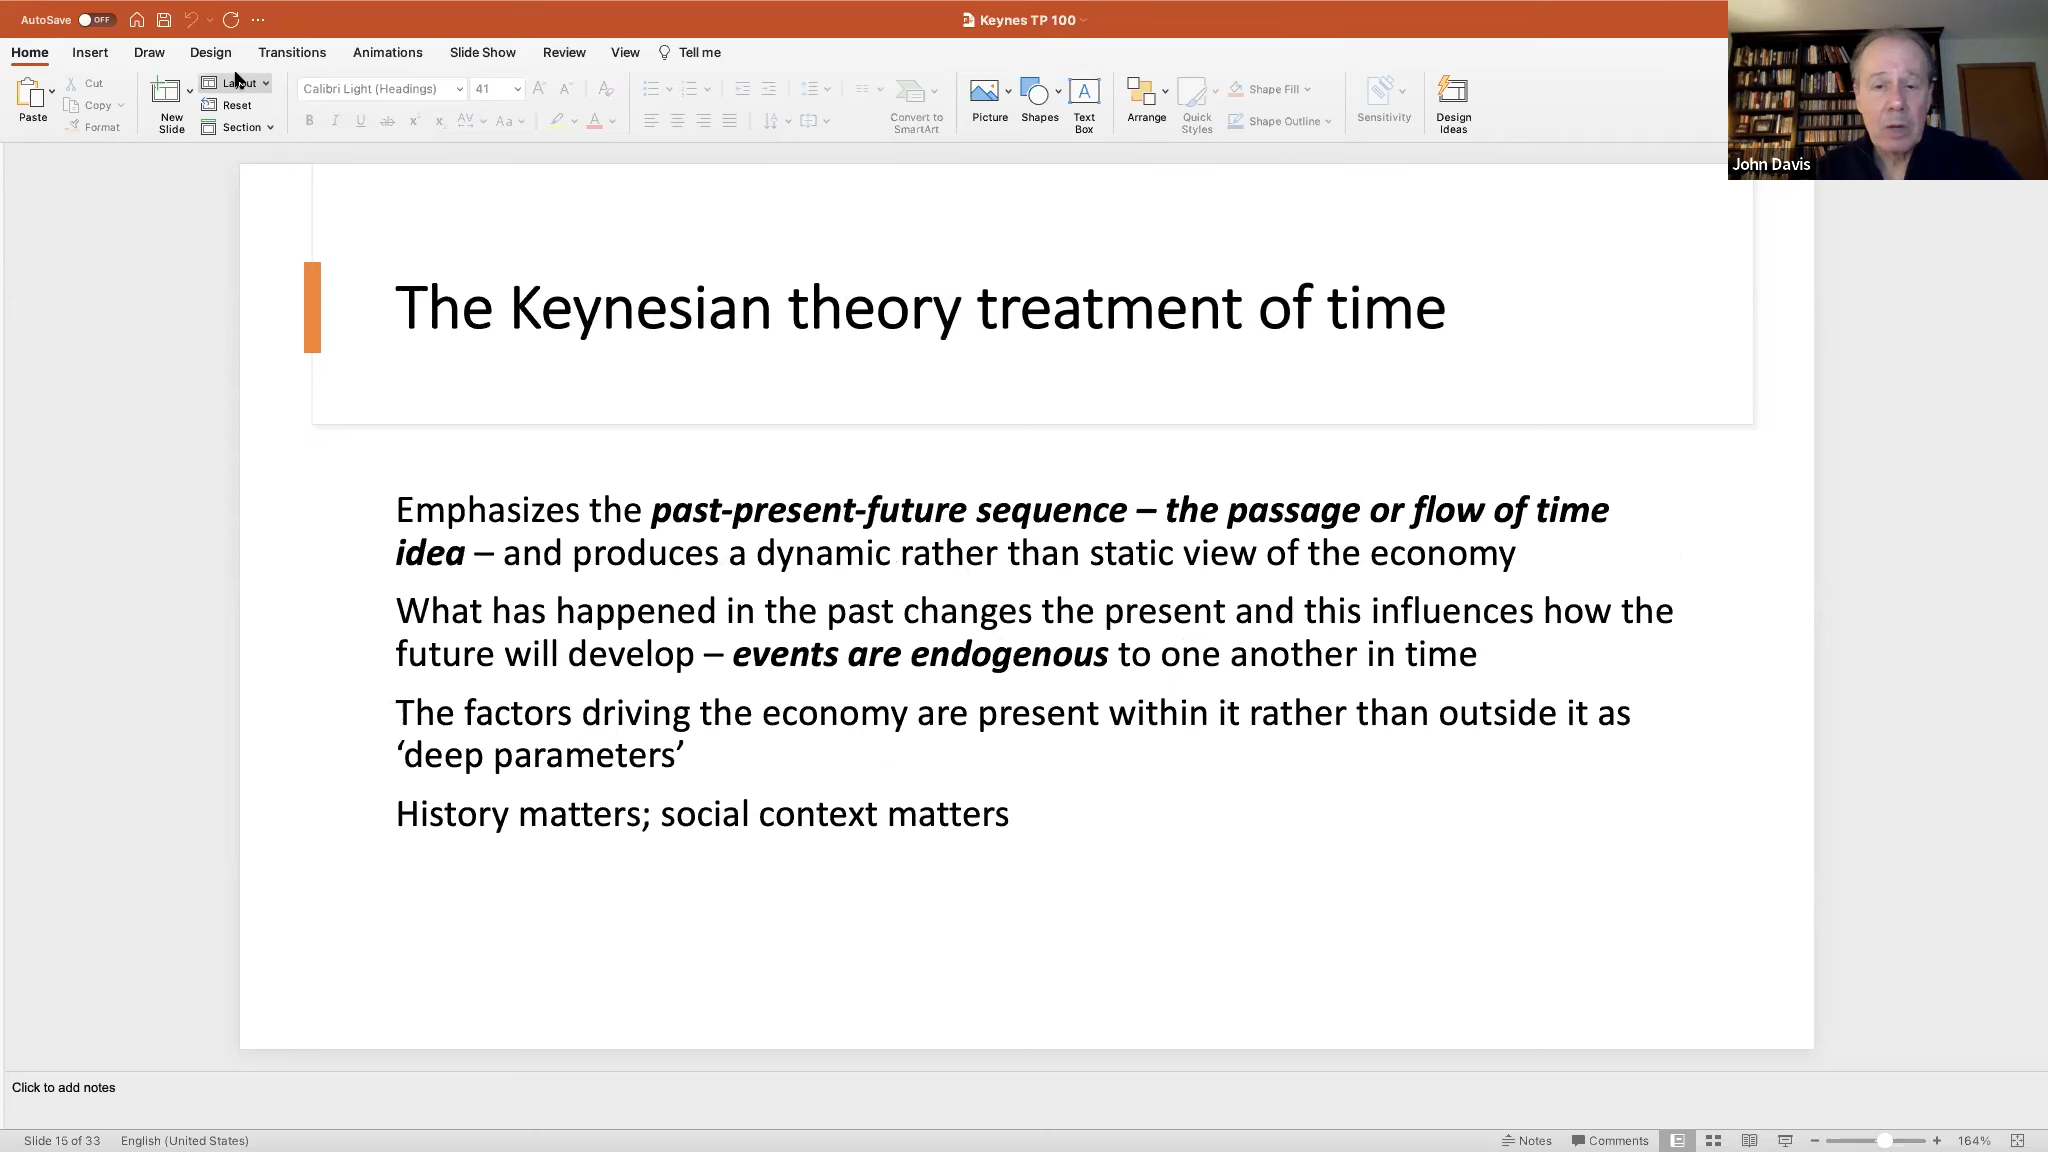 AutoSave OFF
Keynes TP 100
Home Insert Draw Design Transitions Animations Slide Show Review View Tell me
Paste
Cut
Copy
Format
New
Slide
Layout
Reset
Section
Calibri Light (Headings) 41
Convert to
SmartArt
Picture
Shapes
Text
Box
Arrange
Quick
Styles
Shape Fill
Shape Outline
Sensitivity
Design
Ideas
John Davis
The Keynesian theory treatment of time
Emphasizes the past-present-future sequence – the passage or flow of time
idea – and produces a dynamic rather than static view of the economy
What has happened in the past changes the present and this influences how the
future will develop – events are endogenous to one another in time
The factors driving the economy are present within it rather than outside it as
‘deep parameters’
History matters; social context matters
Click to add notes
Slide 15 of 33 English (United States) Notes Comments 164%